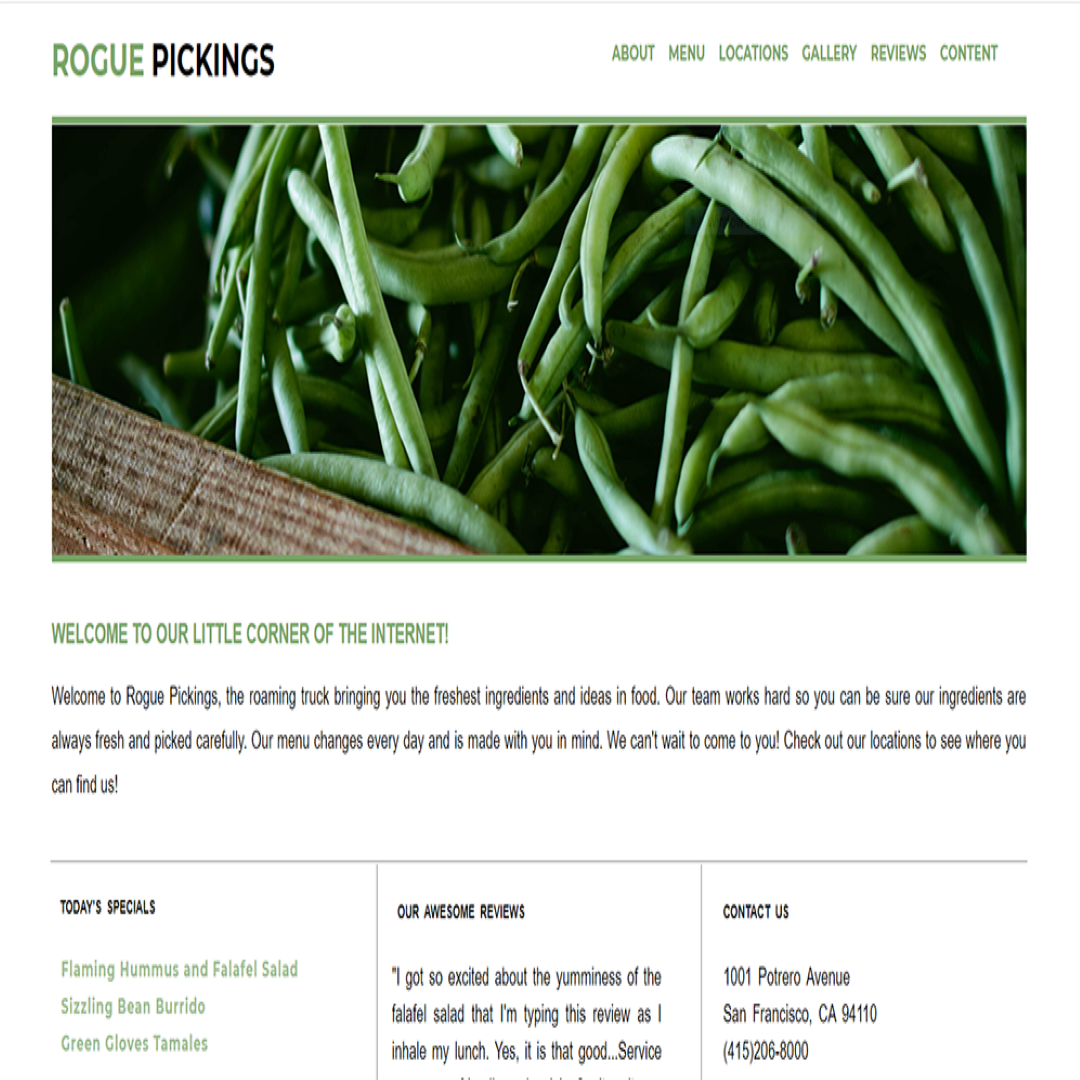 ROGUE PICKINGS
ABOUT MENU LOCATIONS GALLERY REVIEWS CONTENT
WELCOME TO OUR LITTLE CORNER OF THE INTERNET!
Welcome to Rogue Pickings, the roaming truck bringing you the freshest ingredients and ideas in food. Our team works hard so you can be sure our ingredients are
always fresh and picked carefully. Our menu changes every day and is made with you in mind. We can't wait to come to you! Check out our locations to see where you
can find us!
TODAY'S SPECIALS
Flaming Hummus and Falafel Salad
Sizzling Bean Burrido
Green Gloves Tamales
OUR AWESOME REVIEWS
"I got so excited about the yumminess of the
falafel salad that I'm typing this review as I
inhale my lunch. Yes, it is that good...Service
CONTACT US
1001 Potrero Avenue
San Francisco, CA 94110
(415)206-8000